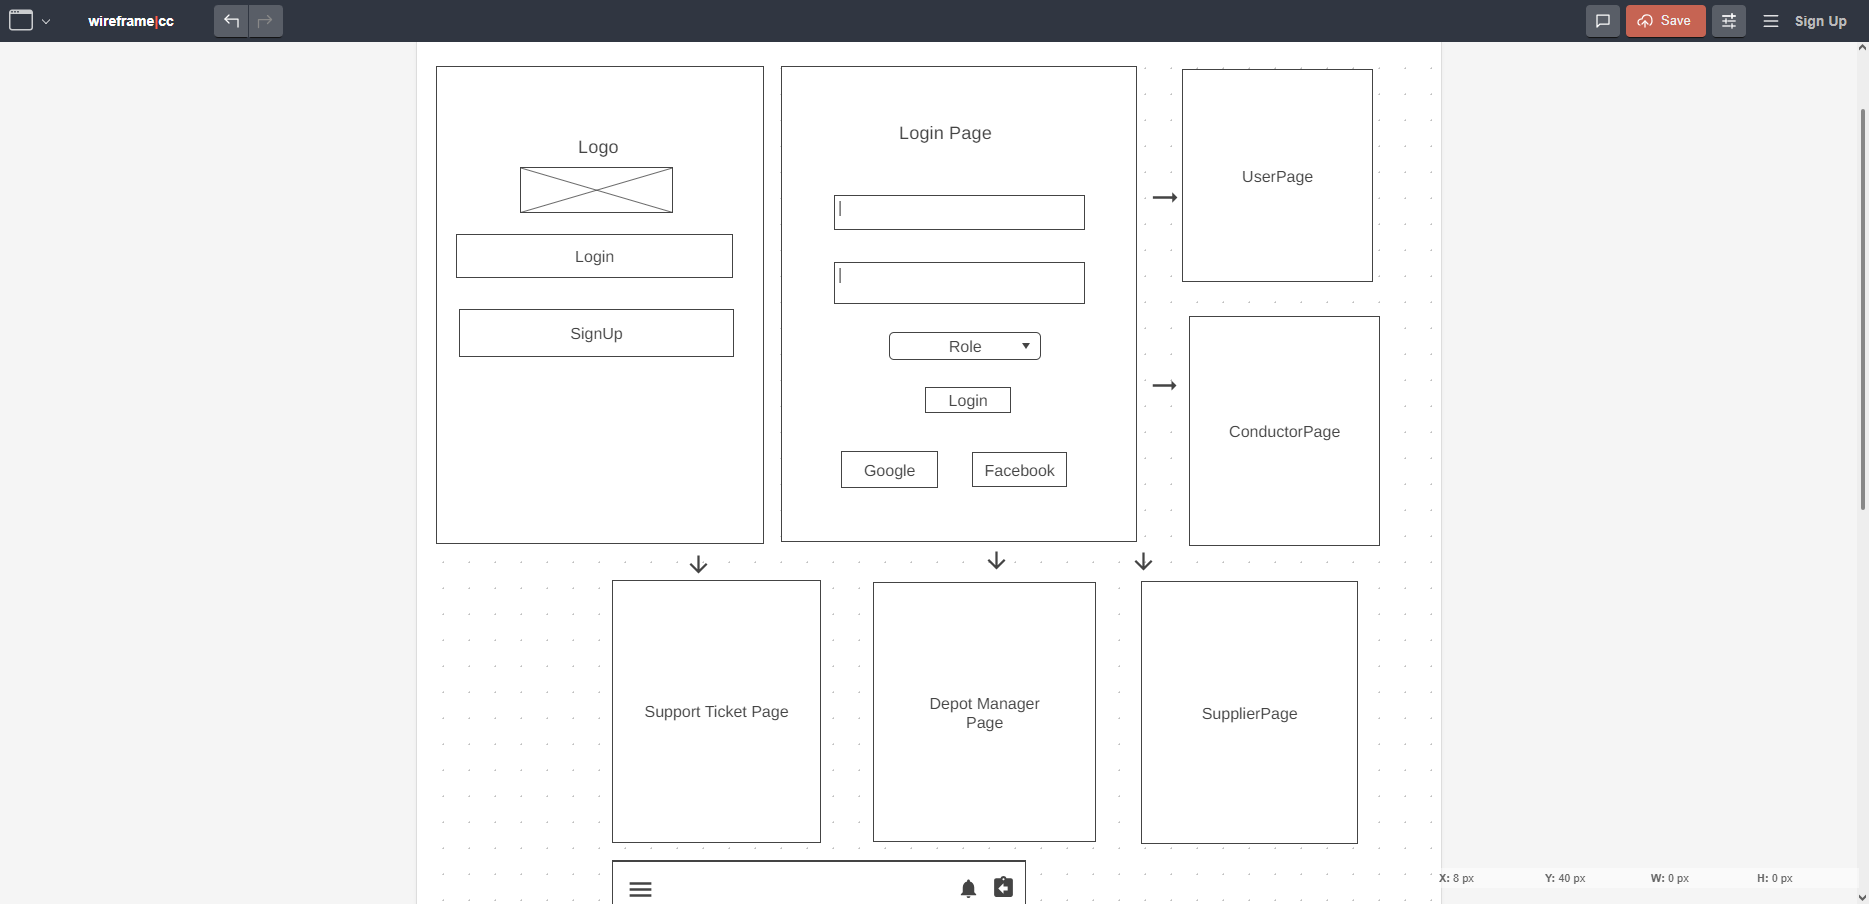 wireframe|cc
Save
Sign Up
Logo
Login
SignUp
Login Page
Role
Login
Google
Facebook
UserPage
ConductorPage
Support Ticket Page
Depot Manager
Page
SupplierPage
X: 8 px
Y: 40 px
W: 0 px
H: 0 px